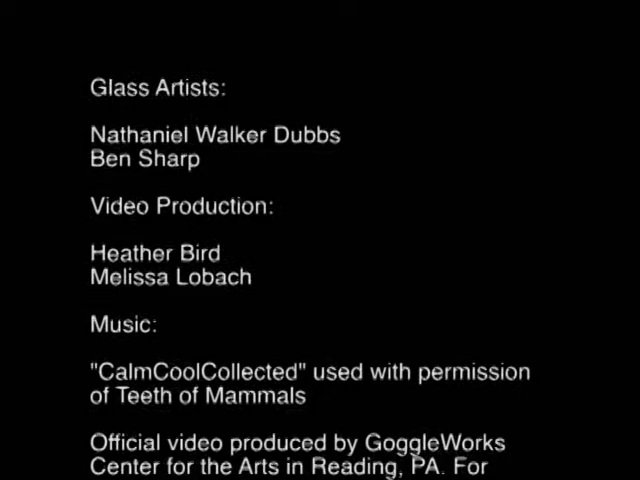 Glass Artists:
Nathaniel Walker Dubbs
Ben Sharp
Video Production:
Heather Bird
Melissa Lobach
Music:
"CalmCoolCollected" used with permission
of Teeth of Mammals
Official video produced by GoggleWorks
Center for the Arts in Reading, PA. For